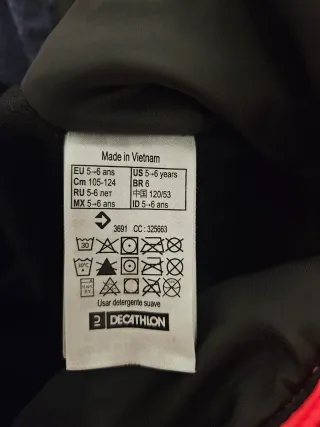 Made in Vietnam
EU 5→6 ans US 5→6 years
Cm 105-124 BR 6
RU 5-6 лет 中国 120/53
MX 5→6 ans ID 5→6 ans
3691 CC : 325663
30
30°C
Usar detergente suave
DECATHLON